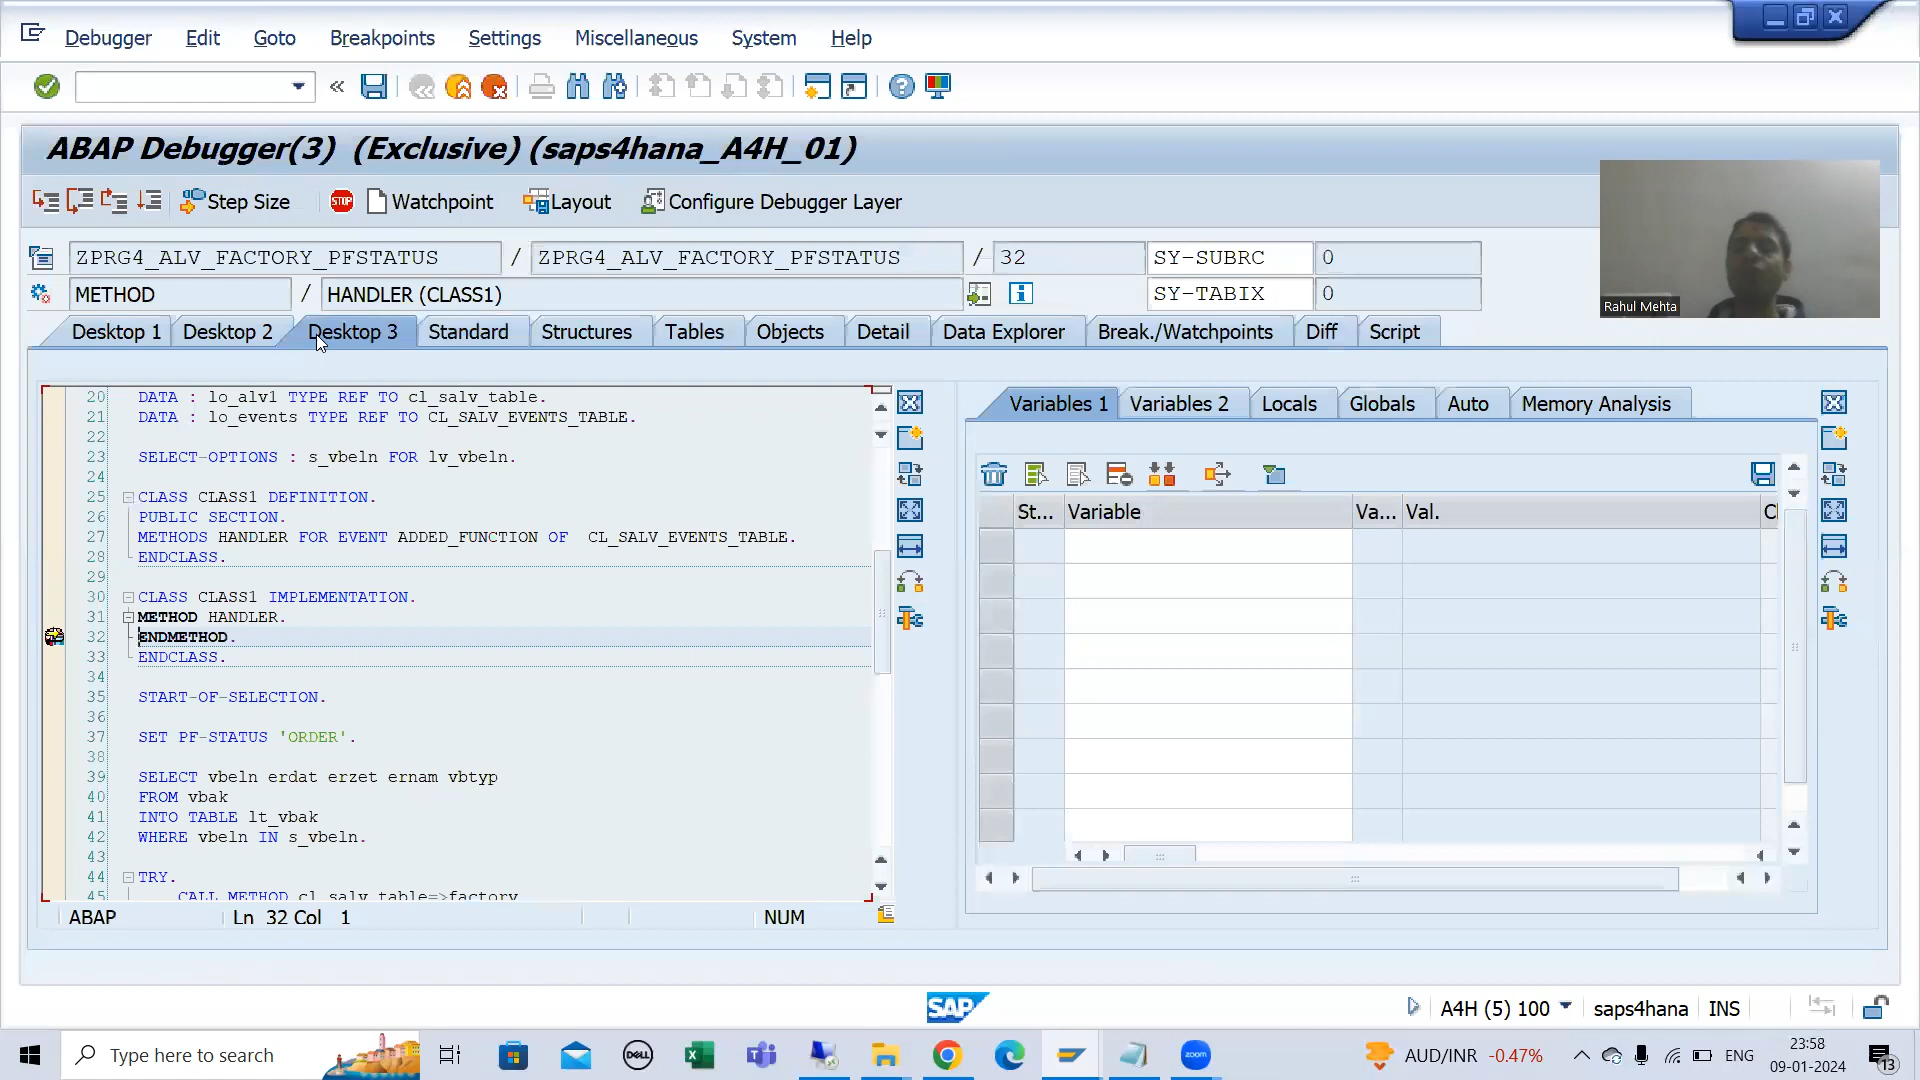 Debugger Edit Goto Breakpoints Settings Miscellaneous System Help
ABAP Debugger(3) (Exclusive) (saps4hana_A4H_01)
Step Size STOP Watchpoint Layout Configure Debugger Layer
ZPRG4_ALV_FACTORY_PFSTATUS / ZPRG4_ALV_FACTORY_PFSTATUS / 32 SY-SUBRC 0
METHOD / HANDLER (CLASS1) SY-TABIX 0
Rahul Mehta
Desktop 1 Desktop 2 Desktop 3 Standard Structures Tables Objects Detail Data Explorer Break./Watchpoints Diff Script
20 DATA : lo_alv1 TYPE REF TO cl_salv_table.
21 DATA : lo_events TYPE REF TO CL_SALV_EVENTS_TABLE.
22
23 SELECT-OPTIONS : s_vbeln FOR lv_vbeln.
24
25 CLASS CLASS1 DEFINITION.
26 PUBLIC SECTION.
27 METHODS HANDLER FOR EVENT ADDED_FUNCTION OF CL_SALV_EVENTS_TABLE.
28 ENDCLASS.
29
30 CLASS CLASS1 IMPLEMENTATION.
31 METHOD HANDLER.
32 ENDMETHOD.
33 ENDCLASS.
34
35 START-OF-SELECTION.
36
37 SET PF-STATUS 'ORDER'.
38
39 SELECT vbeln erdat erzet ernam vbtyp
40 FROM vbak
41 INTO TABLE lt_vbak
42 WHERE vbeln IN s_vbeln.
43
44 TRY.
45 CALL METHOD cl_salv_table=>factory
ABAP Ln 32 Col 1 NUM
Variables 1 Variables 2 Locals Globals Auto Memory Analysis
St... Variable Va... Val. C
SAP
A4H (5) 100 saps4hana INS
Type here to search
DELL
zoom
AUD/INR -0.47%
ENG
23:58
09-01-2024
13